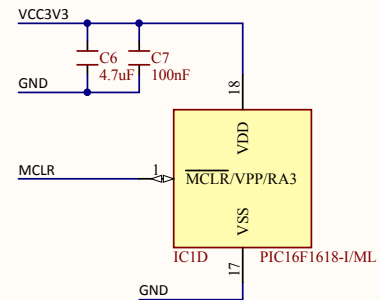 VCC3V3
C6
4.7uF
C7
100nF
GND
18
VDD
MCLR
1
MCLR/VPP/RA3
VSS
IC1D
PIC16F1618-I/ML
17
GND